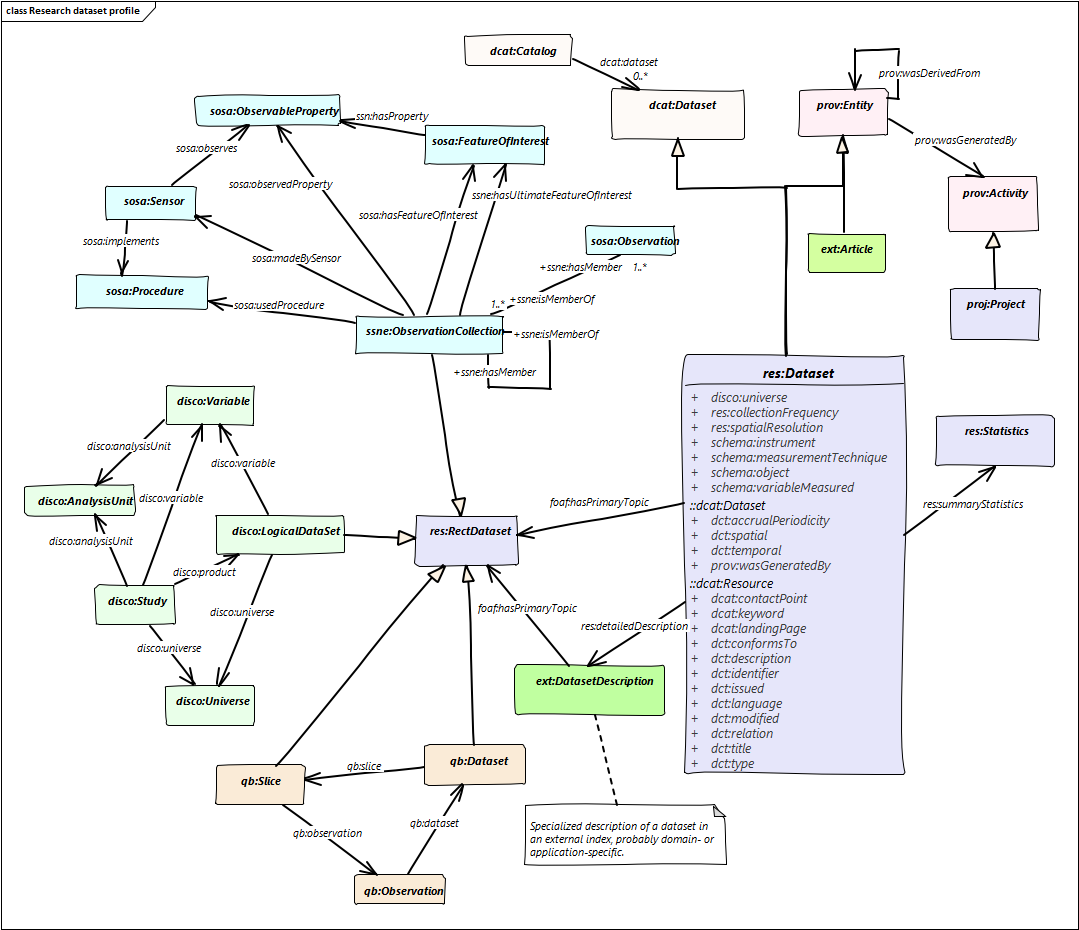 class Research dataset profile
dcat:Catalog
dcat:dataset
0..*
dcat:Dataset
prov:wasDerivedFrom
prov:Entity
prov:wasGeneratedBy
prov:Activity
sosa:ObservableProperty
ssn:hasProperty
sosa:FeatureOfInterest
sosa:observes
sosa:observedProperty
ssne:hasUltimateFeatureOfInterest
sosa:hasFeatureOfInterest
sosa:Sensor
sosa:implements
sosa:madeBySensor
sosa:Observation
+ssne:hasMember
1..*
ext:Article
sosa:Procedure
sosa:usedProcedure
1..*
+ssne:isMemberOf
proj:Project
ssne:ObservationCollection
+ssne:isMemberOf
+ssne:hasMember
res:Dataset
+ disco:universe
+ res:collectionFrequency
+ res:spatialResolution
+ schema:instrument
+ schema:measurementTechnique
+ schema:object
+ schema:variableMeasured
::dcat:Dataset
+ dct:accrualPeriodicity
+ dct:spatial
+ dct:temporal
+ prov:wasGeneratedBy
::dcat:Resource
+ dcat:contactPoint
+ dcat:keyword
+ dcat:landingPage
+ dct:conformsTo
+ dct:description
+ dct:identifier
+ dct:issued
+ dct:language
+ dct:modified
+ dct:relation
+ dct:title
+ dct:type
res:Statistics
res:summaryStatistics
disco:Variable
disco:analysisUnit
disco:variable
disco:AnalysisUnit
disco:variable
foaf:hasPrimaryTopic
disco:analysisUnit
disco:LogicalDataSet
res:RectDataset
disco:product
disco:Study
disco:universe
foaf:hasPrimaryTopic
res:detailedDescription
disco:universe
ext:DatasetDescription
disco:Universe
qb:Slice
qb:slice
qb:Dataset
qb:observation
qb:dataset
Specialized description of a dataset in
an external index, probably domain- or
application-specific.
qb:Observation